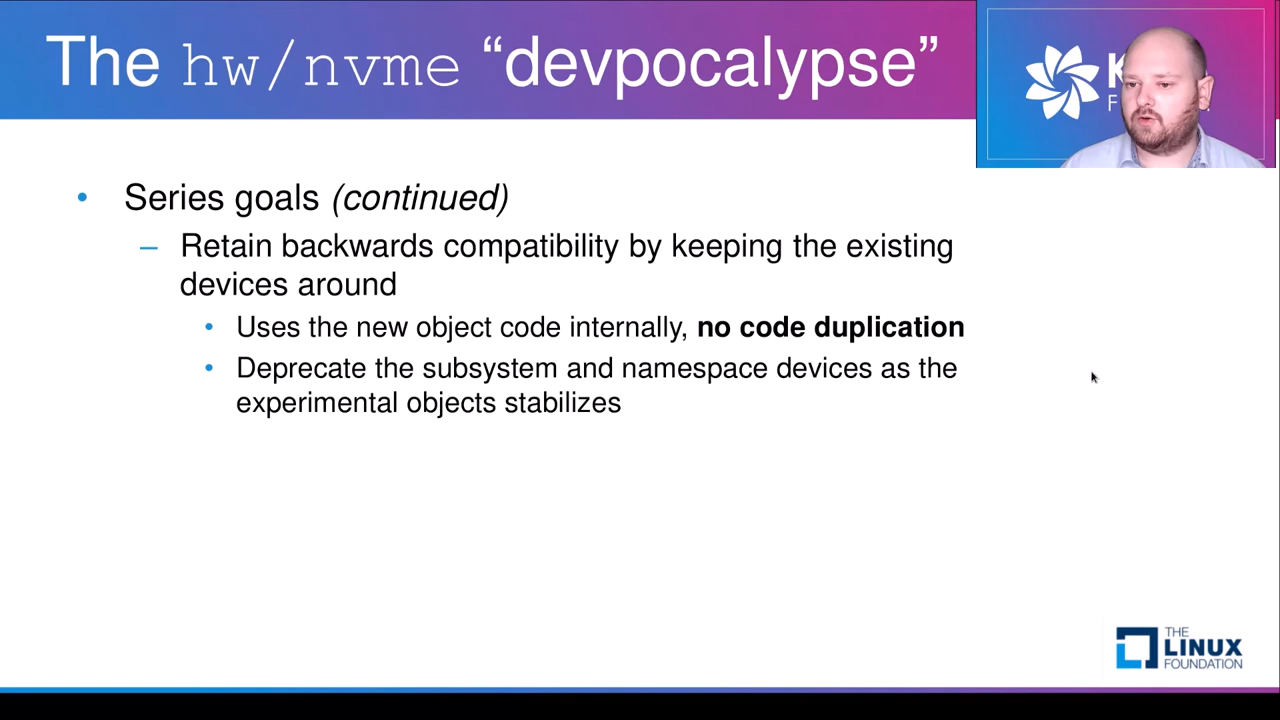 The hw/nvme “devpocalypse”
• Series goals (continued)
– Retain backwards compatibility by keeping the existing
devices around
• Uses the new object code internally, no code duplication
• Deprecate the subsystem and namespace devices as the
experimental objects stabilizes
THE
LINUX
FOUNDATION